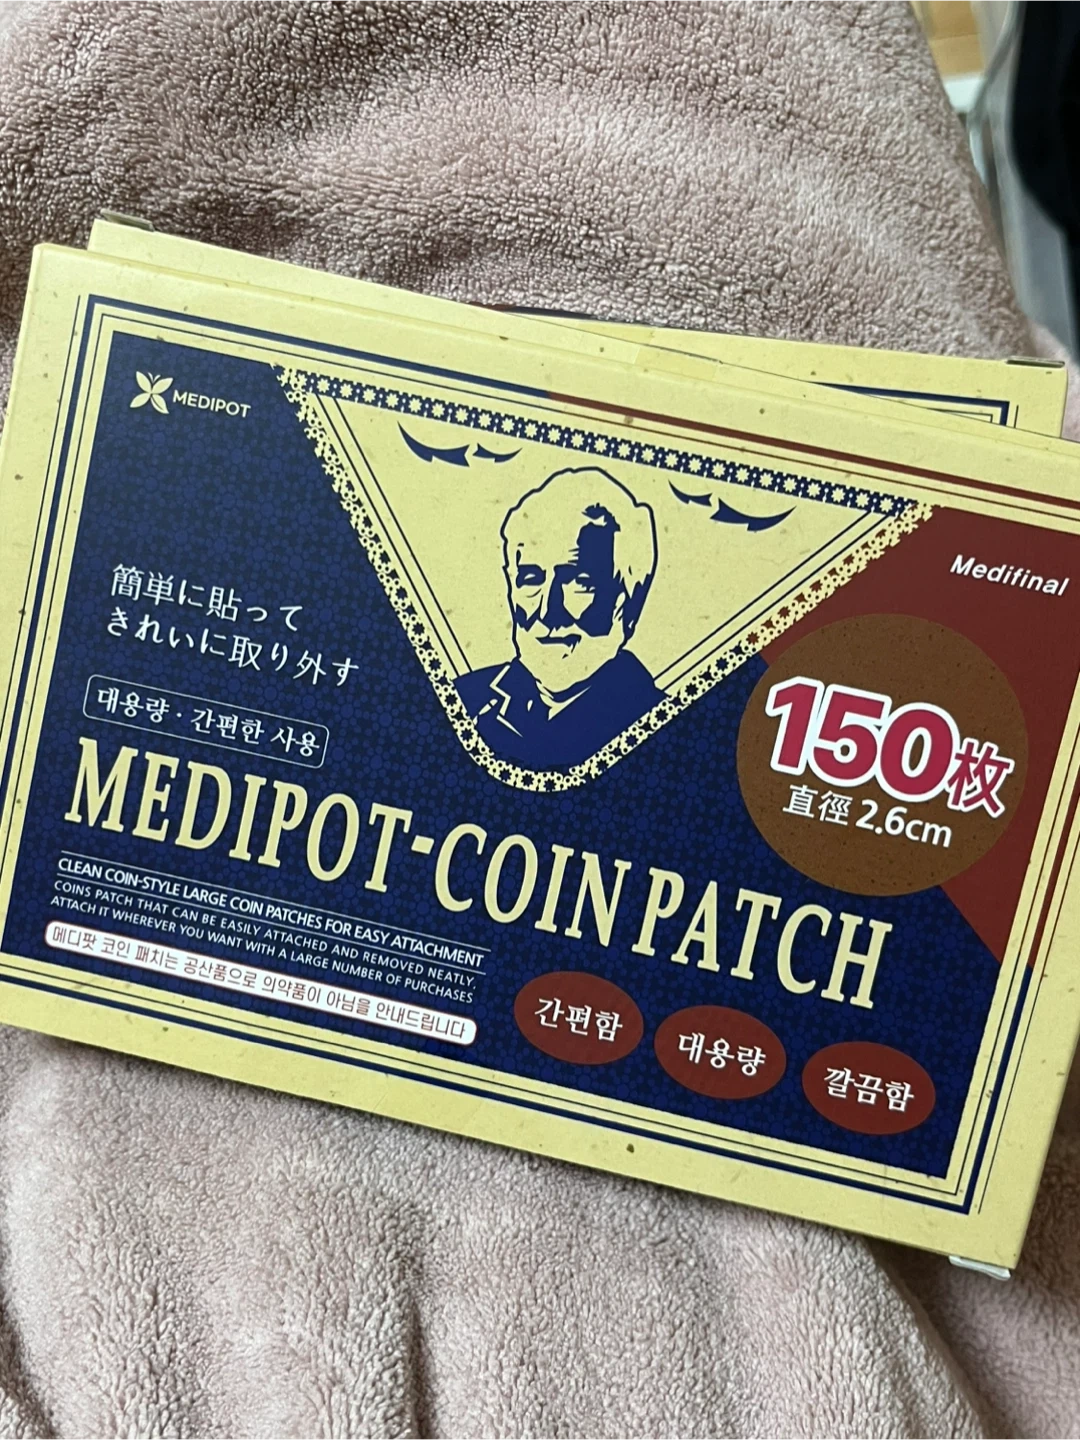 MEDIPOT
Medifinal
簡単に貼って
きれいに取り外す
150枚
直徑 2.6cm
대용량 · 간편한 사용
MEDIPOT-COIN PATCH
CLEAN COIN-STYLE LARGE COIN PATCHES FOR EASY ATTACHMENT
COINS PATCH THAT CAN BE EASILY ATTACHED AND REMOVED NEATLY.
ATTACH IT WHEREVER YOU WANT WITH A LARGE NUMBER OF PURCHASES
메디팟 코인 패치는 공산품으로 의약품이 아님을 안내드립니다
간편함
대용량
깔끔함